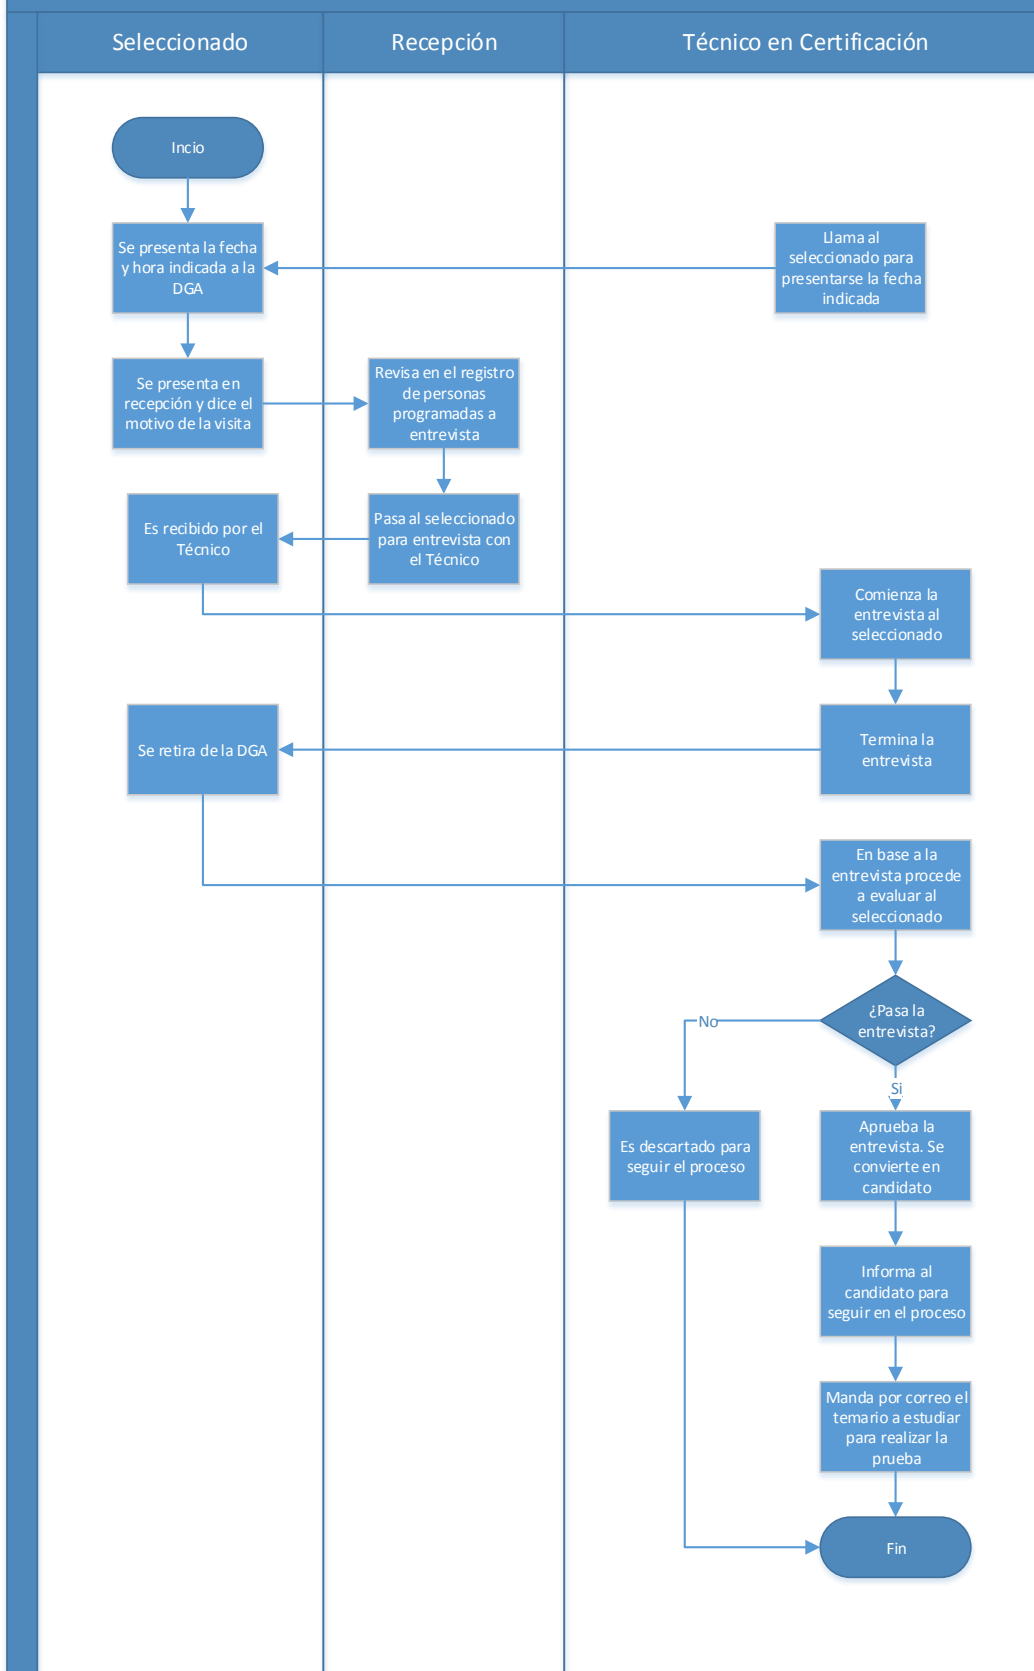 Seleccionado
Recepción
Técnico en Certificación
Incio
Se presenta la fecha
y hora indicada a la
DGA
Llama al
seleccionado para
presentarse la fecha
indicada
Se presenta en
recepción y dice el
motivo de la visita
Revisa en el registro
de personas
programadas a
entrevista
Es recibido por el
Técnico
Pasa al seleccionado
para entrevista con
el Técnico
Comienza la
entrevista al
seleccionado
Se retira de la DGA
Termina la
entrevista
En base a la
entrevista procede
a evaluar al
seleccionado
¿Pasa la
entrevista?
No
Si
Es descartado para
seguir el proceso
Aprueba la
entrevista. Se
convierte en
candidato
Informa al
candidato para
seguir en el proceso
Manda por correo el
temario a estudiar
para realizar la
prueba
Fin